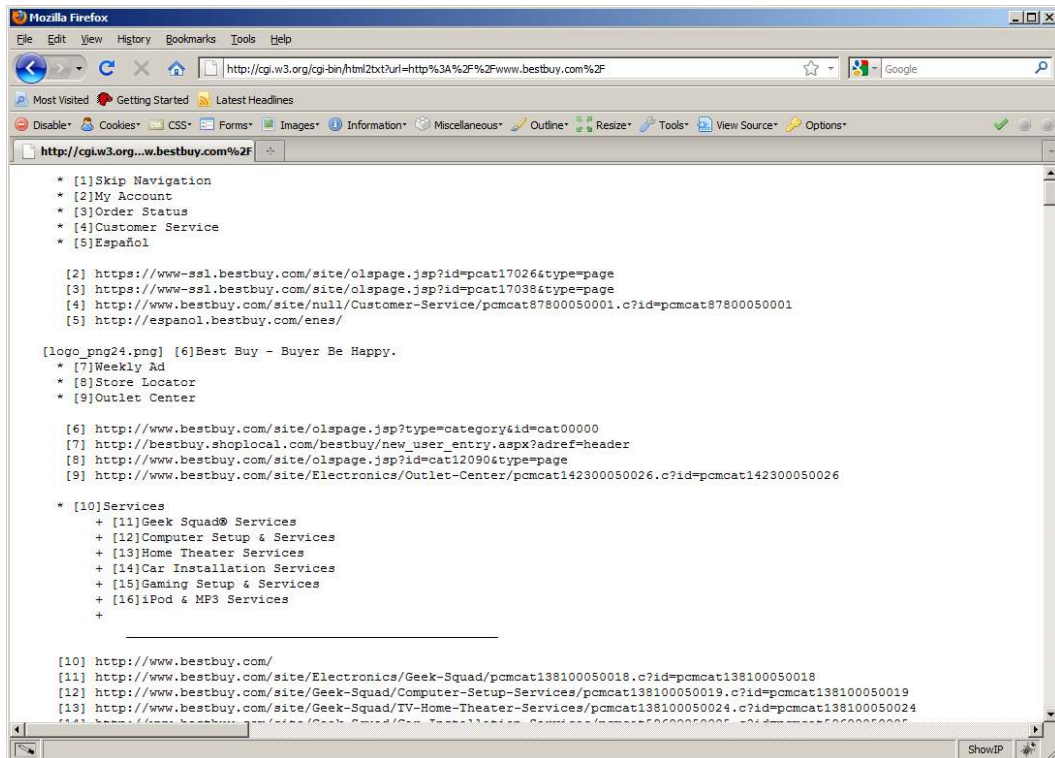 Mozilla Firefox
File Edit View History Bookmarks Tools Help
http://cgi.w3.org/cgi-bin/html2txt?url=http%3A%2F%2Fwww.bestbuy.com%2F Google
Most Visited Getting Started Latest Headlines
Disable Cookies CSS Forms Images Information Miscellaneous Outline Resize Tools View Source Options
http://cgi.w3.org...w.bestbuy.com%2F
* [1]Skip Navigation
* [2]My Account
* [3]Order Status
* [4]Customer Service
* [5]Español
[2] https://www-ssl.bestbuy.com/site/olspage.jsp?id=pcat17026&type=page
[3] https://www-ssl.bestbuy.com/site/olspage.jsp?id=pcat17038&type=page
[4] http://www.bestbuy.com/site/null/Customer-Service/pcmcat87800050001.c?id=pcmcat87800050001
[5] http://espanol.bestbuy.com/enes/
[logo_png24.png] [6]Best Buy - Buyer Be Happy.
* [7]Weekly Ad
* [8]Store Locator
* [9]Outlet Center
[6] http://www.bestbuy.com/site/olspage.jsp?type=category&id=cat00000
[7] http://bestbuy.shoplocal.com/bestbuy/new_user_entry.aspx?adref=header
[8] http://www.bestbuy.com/site/olspage.jsp?id=cat12090&type=page
[9] http://www.bestbuy.com/site/Electronics/Outlet-Center/pcmcat142300050026.c?id=pcmcat142300050026
* [10]Services
+ [11]Geek Squad® Services
+ [12]Computer Setup & Services
+ [13]Home Theater Services
+ [14]Car Installation Services
+ [15]Gaming Setup & Services
+ [16]iPod & MP3 Services
+
[10] http://www.bestbuy.com/
[11] http://www.bestbuy.com/site/Electronics/Geek-Squad/pcmcat138100050018.c?id=pcmcat138100050018
[12] http://www.bestbuy.com/site/Geek-Squad/Computer-Setup-Services/pcmcat138100050019.c?id=pcmcat138100050019
[13] http://www.bestbuy.com/site/Geek-Squad/TV-Home-Theater-Services/pcmcat138100050024.c?id=pcmcat138100050024
ShowIP